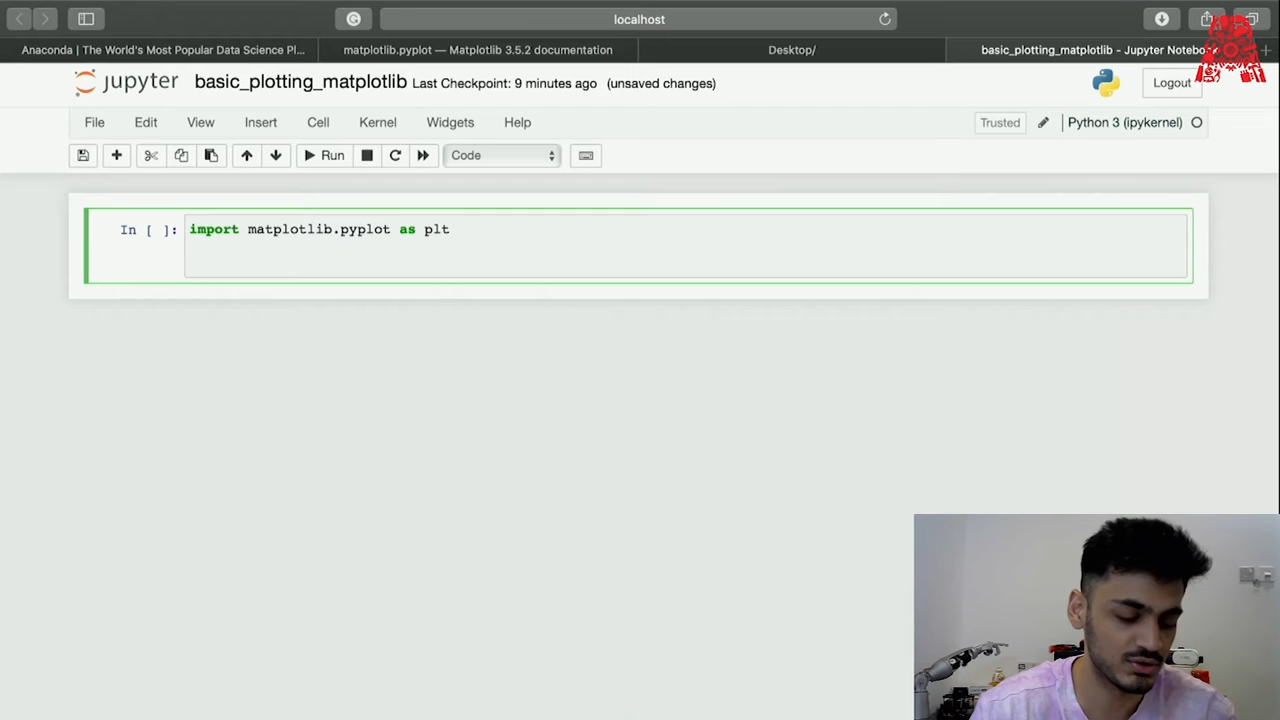 localhost
Anaconda | The World's Most Popular Data Science Pl...
matplotlib.pyplot — Matplotlib 3.5.2 documentation
Desktop/
basic_plotting_matplotlib - Jupyter Notebook
jupyter basic_plotting_matplotlib Last Checkpoint: 9 minutes ago (unsaved changes)
Logout
File Edit View Insert Cell Kernel Widgets Help
Trusted
Python 3 (ipykernel)
Run
Code
In [ ]: import matplotlib.pyplot as plt